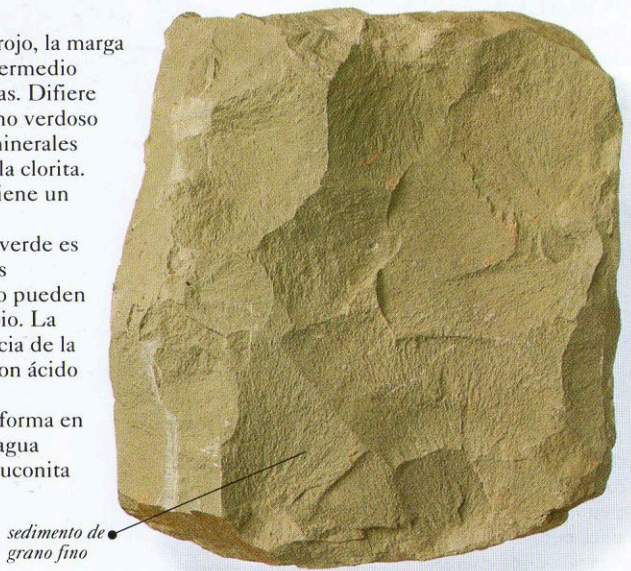 rojo, la marga
ermedio
as. Difiere
no verdoso
ninerales
la clorita.
iene un
verde es
s
o pueden
io. La
cia de la
on ácido
forma en
agua
uconita
sedimento de
grano fino